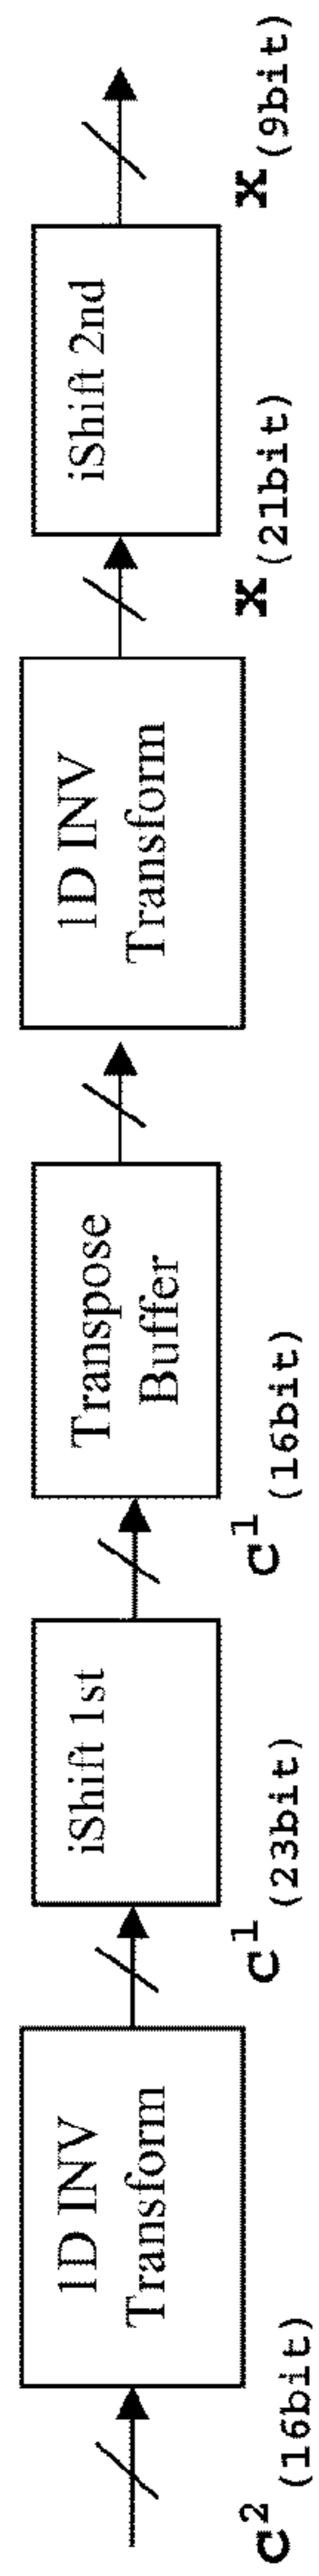 1D INV
Transform
iShift 1st
Transpose
Buffer
1D INV
Transform
iShift 2nd
c² (16bit)
c¹ (23bit)
c¹ (16bit)
x (21bit)
x (9bit)